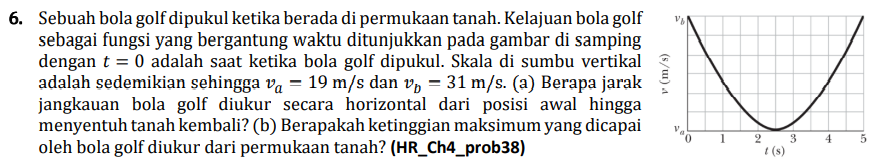 6. Sebuah bola golf dipukul ketika berada di permukaan tanah. Kelajuan bola golf
sebagai fungsi yang bergantung waktu ditunjukkan pada gambar di samping
dengan t = 0 adalah saat ketika bola golf dipukul. Skala di sumbu vertikal
adalah sedemikian sehingga vₐ = 19 m/s dan v_b = 31 m/s. (a) Berapa jarak
jangkauan bola golf diukur secara horizontal dari posisi awal hingga
menyentuh tanah kembali? (b) Berapakah ketinggian maksimum yang dicapai
oleh bola golf diukur dari permukaan tanah? (HR_Ch4_prob38)
v_b
v (m/s)
vₐ
0 1 2 3 4 5
t (s)